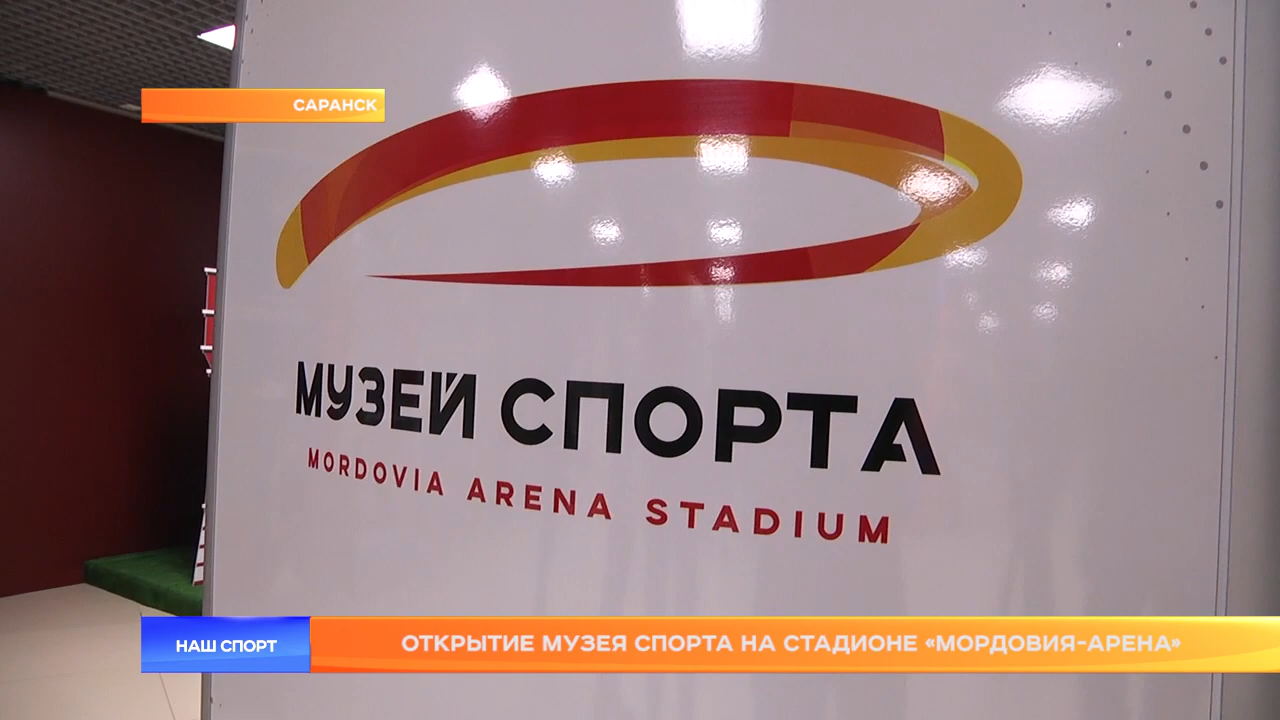 САРАНСК
МУЗЕЙ СПОРТА
MORDOVIA ARENA STADIUM
НАШ СПОРТ
ОТКРЫТИЕ МУЗЕЯ СПОРТА НА СТАДИОНЕ «МОРДОВИЯ-АРЕНА»